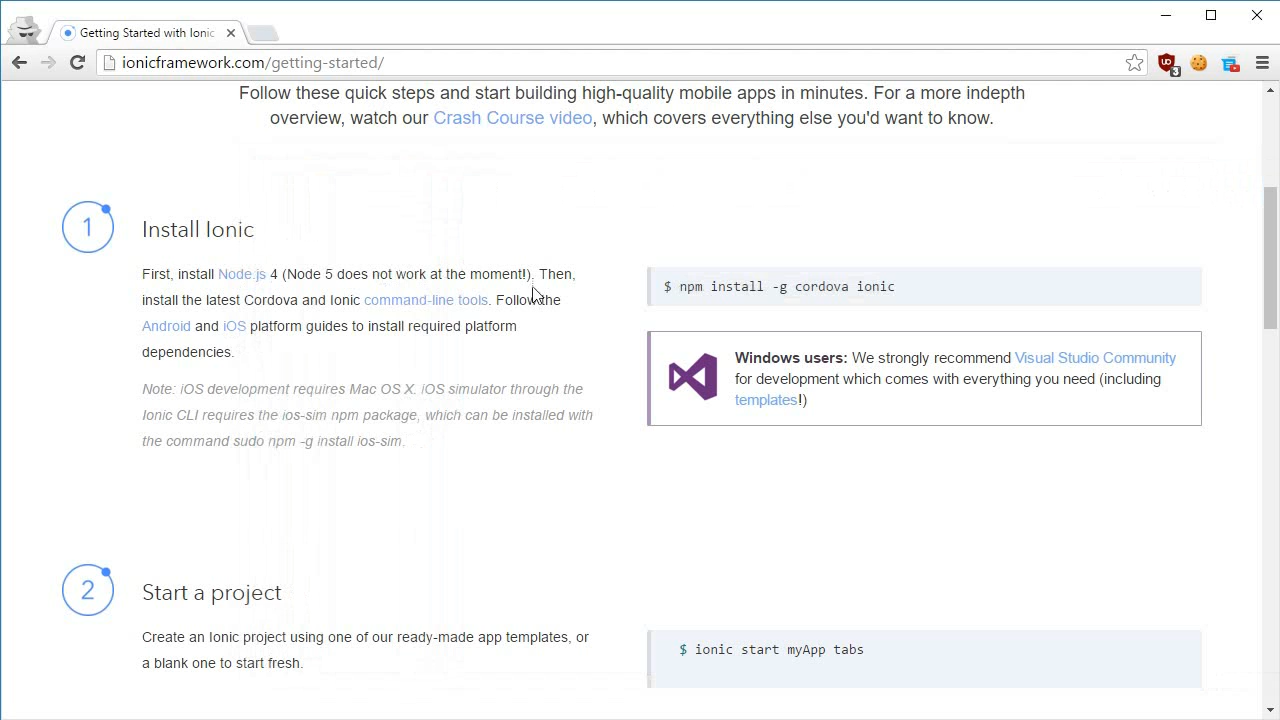 Getting Started with Ionic
ionicframework.com/getting-started/
3
Follow these quick steps and start building high-quality mobile apps in minutes. For a more indepth
overview, watch our Crash Course video, which covers everything else you'd want to know.
1
Install Ionic
First, install Node.js 4 (Node 5 does not work at the moment!). Then,
install the latest Cordova and Ionic command-line tools. Follow the
Android and iOS platform guides to install required platform
dependencies.
Note: iOS development requires Mac OS X. iOS simulator through the
Ionic CLI requires the ios-sim npm package, which can be installed with
the command sudo npm -g install ios-sim.
$ npm install -g cordova ionic
Windows users: We strongly recommend Visual Studio Community
for development which comes with everything you need (including
templates!)
2
Start a project
Create an Ionic project using one of our ready-made app templates, or
a blank one to start fresh.
$ ionic start myApp tabs